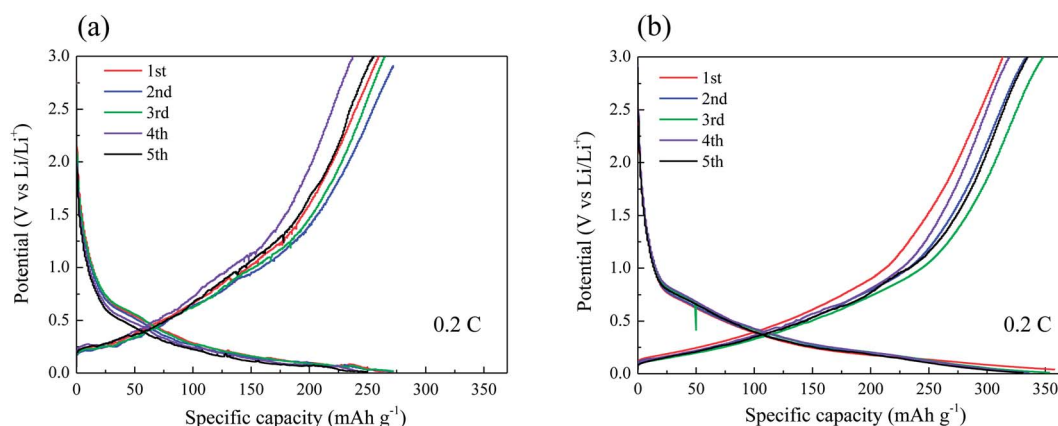 (a)
3.0
2.5
2.0
1.5
1.0
0.5
0.0
Potential (V vs Li/Li⁺)
1st
2nd
3rd
4th
5th
0.2 C
0 50 100 150 200 250 300 350
Specific capacity (mAh g⁻¹)
(b)
3.0
2.5
2.0
1.5
1.0
0.5
0.0
Potential (V vs Li/Li⁺)
1st
2nd
3rd
4th
5th
0.2 C
0 50 100 150 200 250 300 350
Specific capacity (mAh g⁻¹)